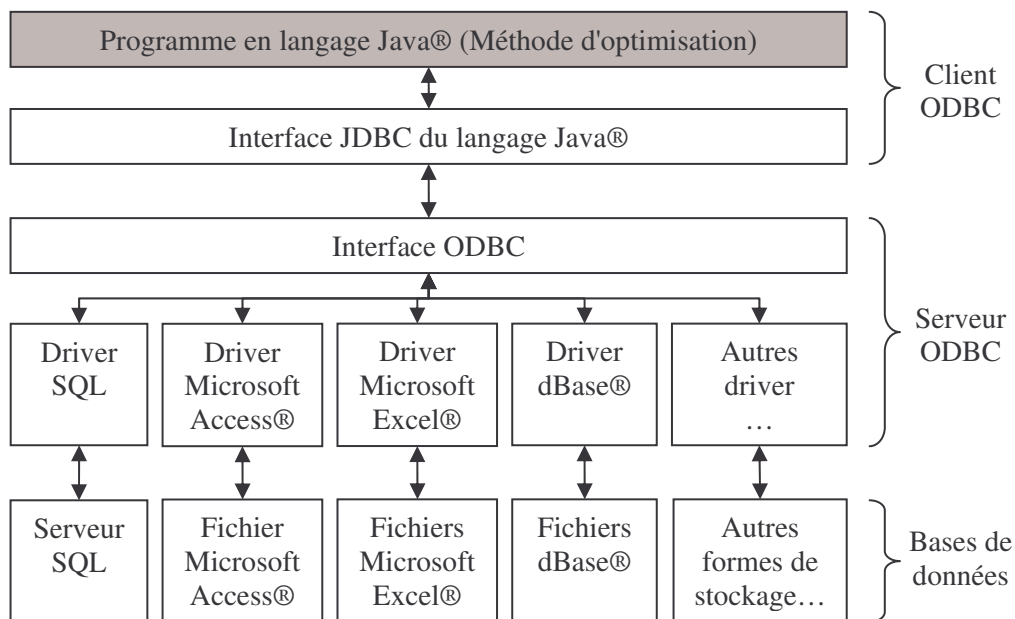 Programme en langage Java® (Méthode d'optimisation)
Interface JDBC du langage Java®
Client
ODBC
Interface ODBC
Driver
SQL
Driver
Microsoft
Access®
Driver
Microsoft
Excel®
Driver
dBase®
Autres
driver
…
Serveur
ODBC
Serveur
SQL
Fichier
Microsoft
Access®
Fichiers
Microsoft
Excel®
Fichiers
dBase®
Autres
formes de
stockage…
Bases de
données